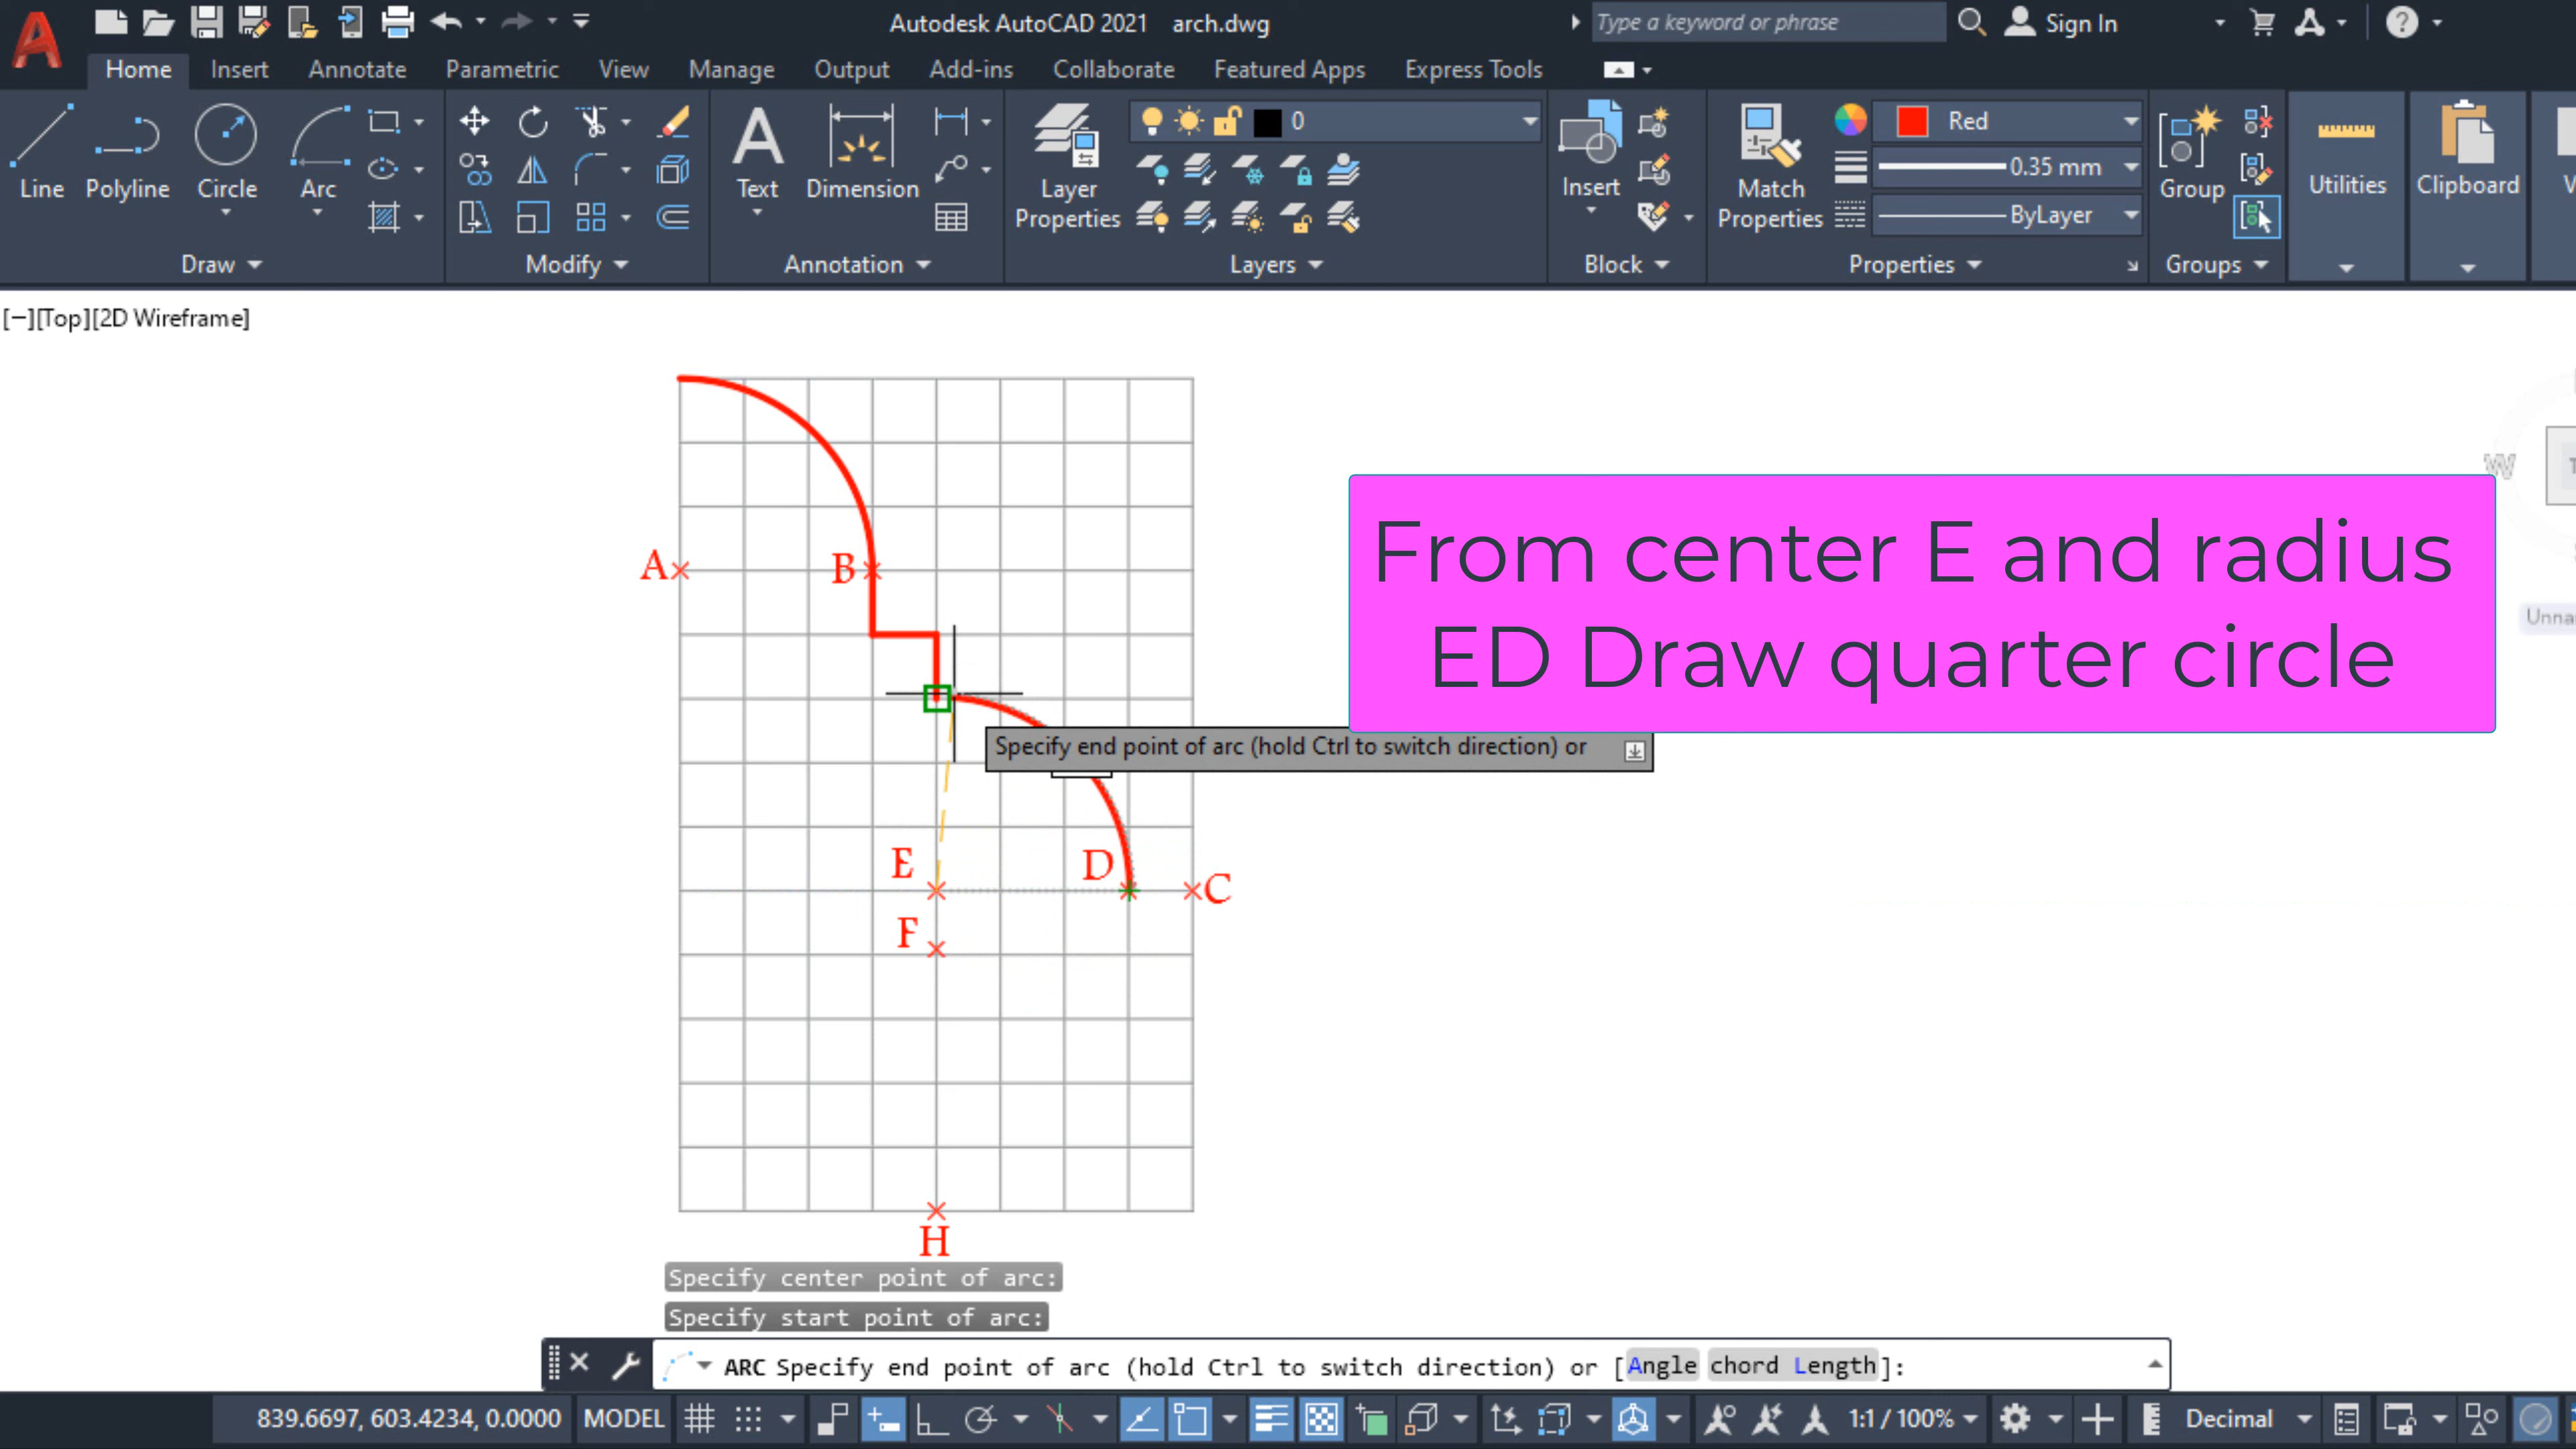 Autodesk AutoCAD 2021 arch.dwg
Type a keyword or phrase
Sign In
Home Insert Annotate Parametric View Manage Output Add-ins Collaborate Featured Apps Express Tools
Line Polyline Circle Arc
Text Dimension
Layer Properties
0
Insert
Match Properties
Red
0.35 mm
ByLayer
Group
Utilities
Clipboard
Draw Modify Annotation Layers Block Properties Groups
[−][Top][2D Wireframe]
W
From center E and radius
ED Draw quarter circle
A
B
Specify end point of arc (hold Ctrl to switch direction) or
E
D
C
F
H
Specify center point of arc:
Specify start point of arc:
ARC Specify end point of arc (hold Ctrl to switch direction) or [Angle chord Length]:
839.6697, 603.4234, 0.0000 MODEL 1:1 / 100% Decimal